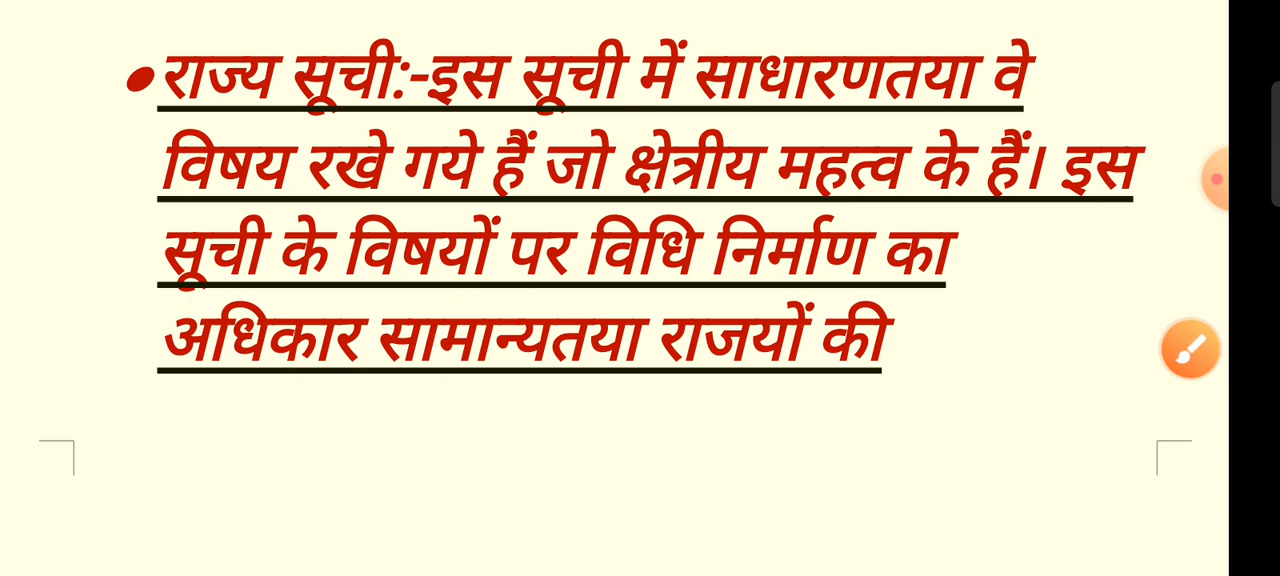 •राज्य सूची:-इस सूची में साधारणतया वे
विषय रखे गये हैं जो क्षेत्रीय महत्व के हैं। इस
सूची के विषयों पर विधि निर्माण का
अधिकार सामान्यतया राजयों की